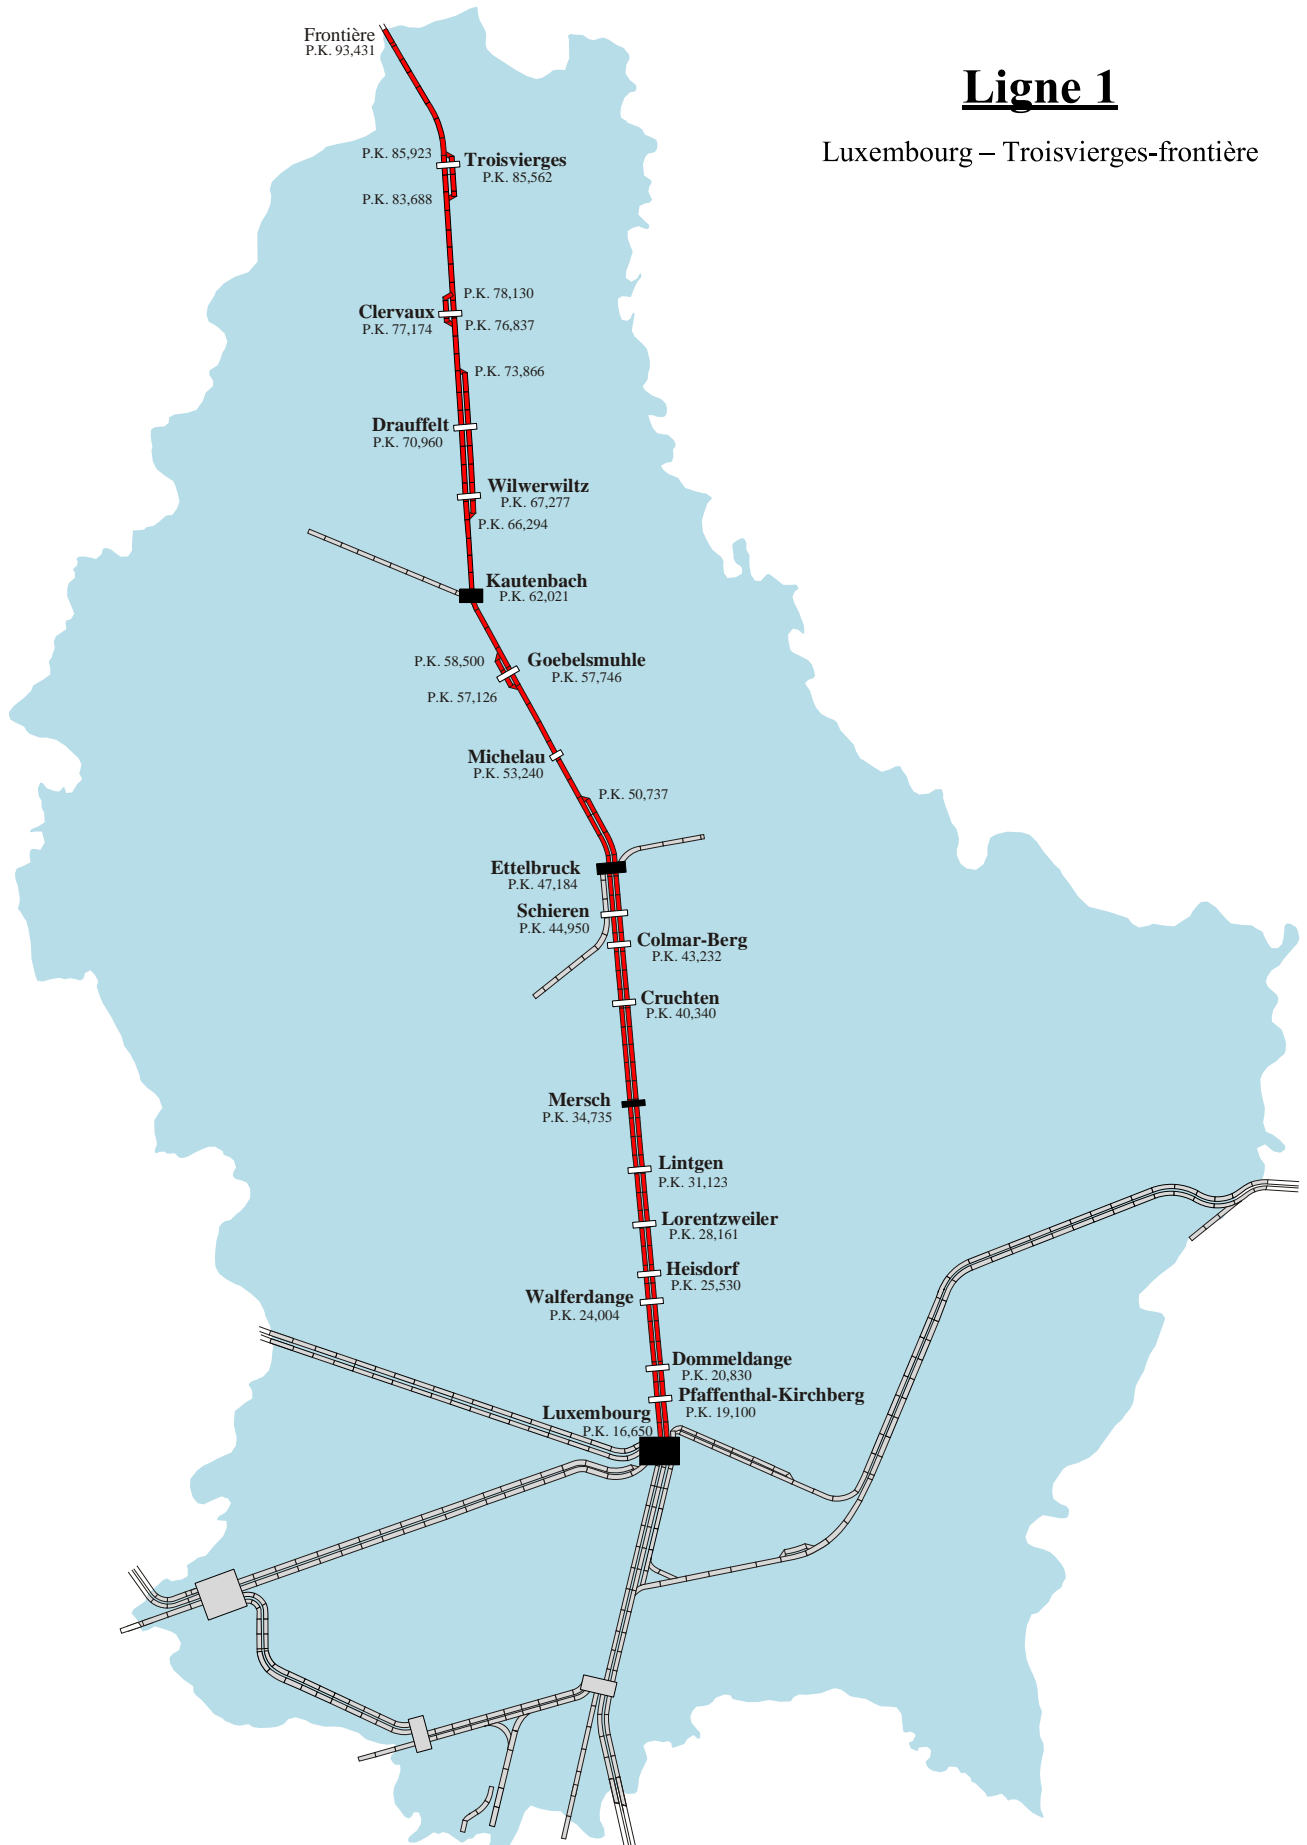 Ligne 1
Luxembourg – Troisvierges-frontière
Frontière
P.K. 93,431
P.K. 85,923
Troisvierges
P.K. 85,562
P.K. 83,688
P.K. 78,130
Clervaux
P.K. 77,174
P.K. 76,837
P.K. 73,866
Drauffelt
P.K. 70,960
Wilwerwiltz
P.K. 67,277
P.K. 66,294
Kautenbach
P.K. 62,021
P.K. 58,500
Goebelsmuhle
P.K. 57,746
P.K. 57,126
Michelau
P.K. 53,240
P.K. 50,737
Ettelbruck
P.K. 47,184
Schieren
P.K. 44,950
Colmar-Berg
P.K. 43,232
Cruchten
P.K. 40,340
Mersch
P.K. 34,735
Lintgen
P.K. 31,123
Lorentzweiler
P.K. 28,161
Heisdorf
P.K. 25,530
Walferdange
P.K. 24,004
Dommeldange
P.K. 20,830
Pfaffenthal-Kirchberg
P.K. 19,100
Luxembourg
P.K. 16,650